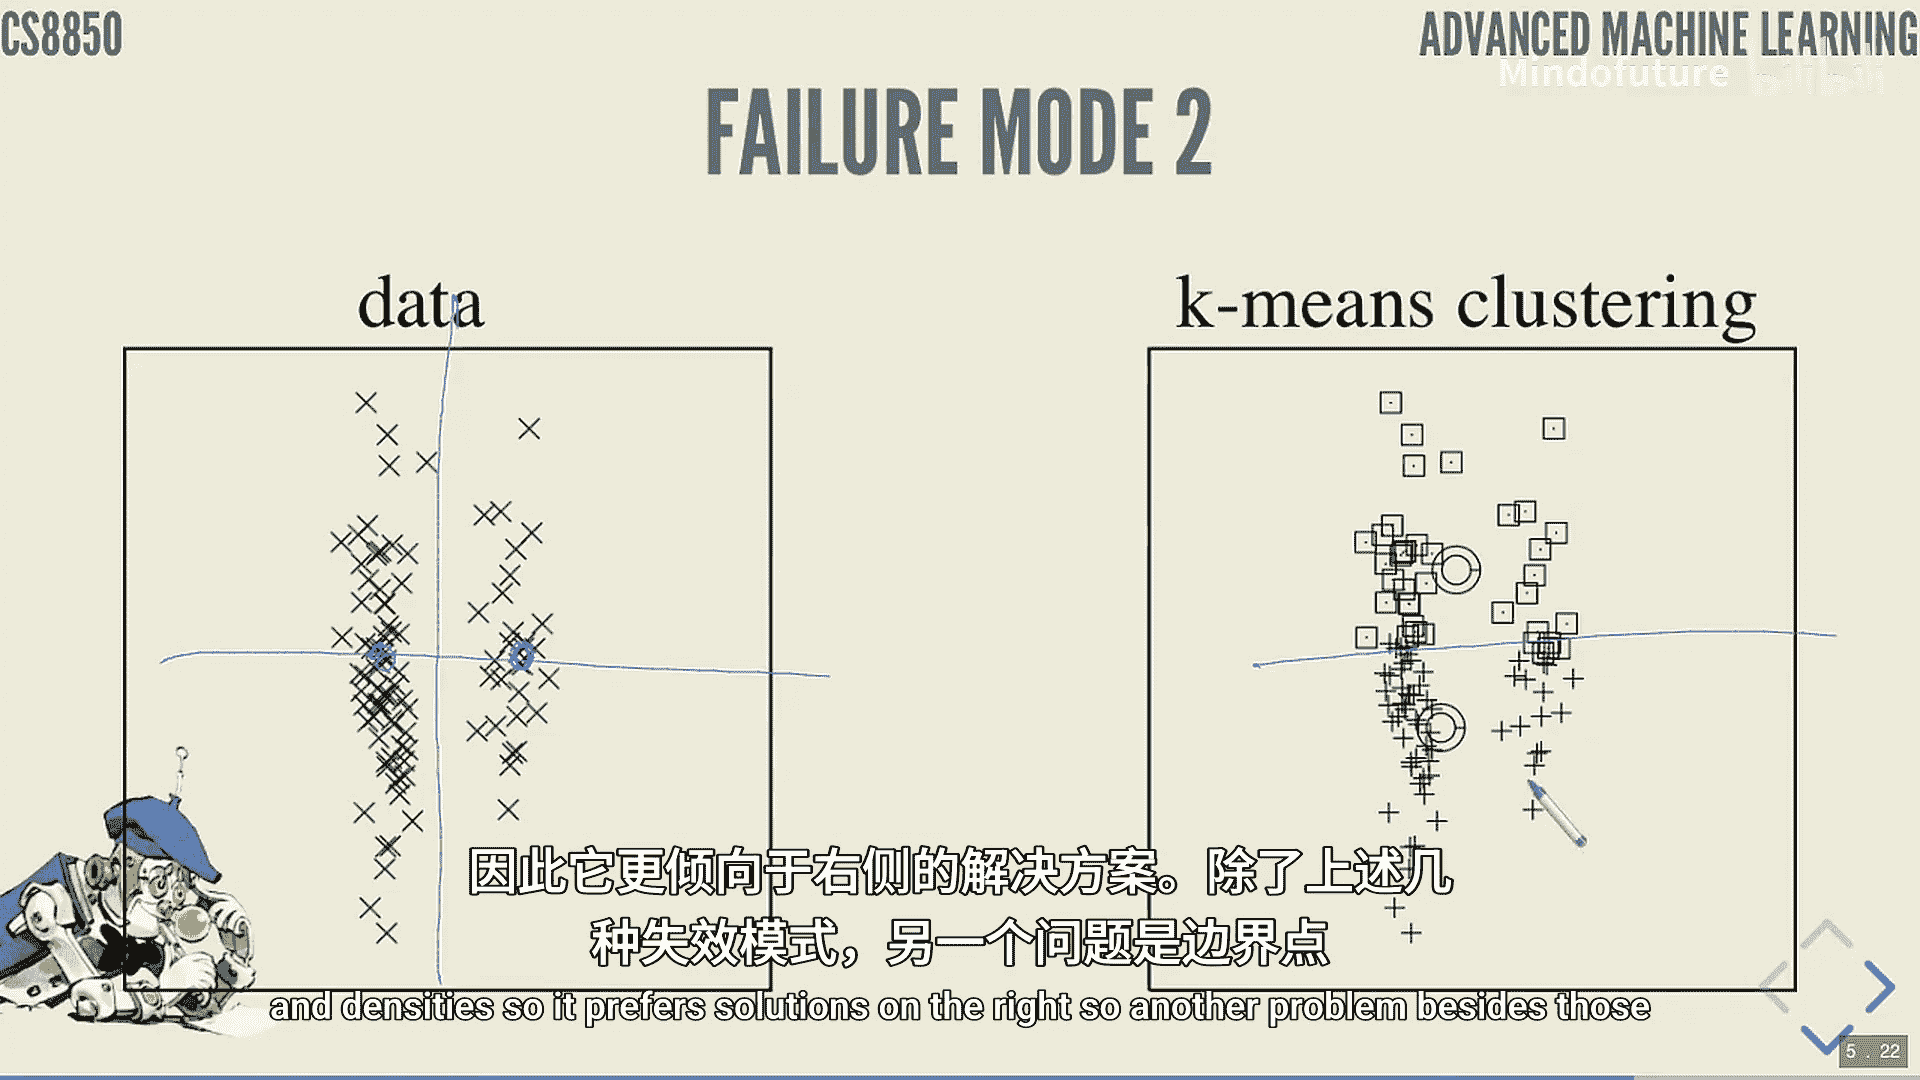 CS8850
ADVANCED MACHINE LEARNING
Mindofuture
FAILURE MODE 2
data
k-means clustering
因此它更倾向于右侧的解决方案。除了上述几
种失效模式，另一个问题是边界点
and densities so it prefers solutions on the right so another problem besides those
5 . 22